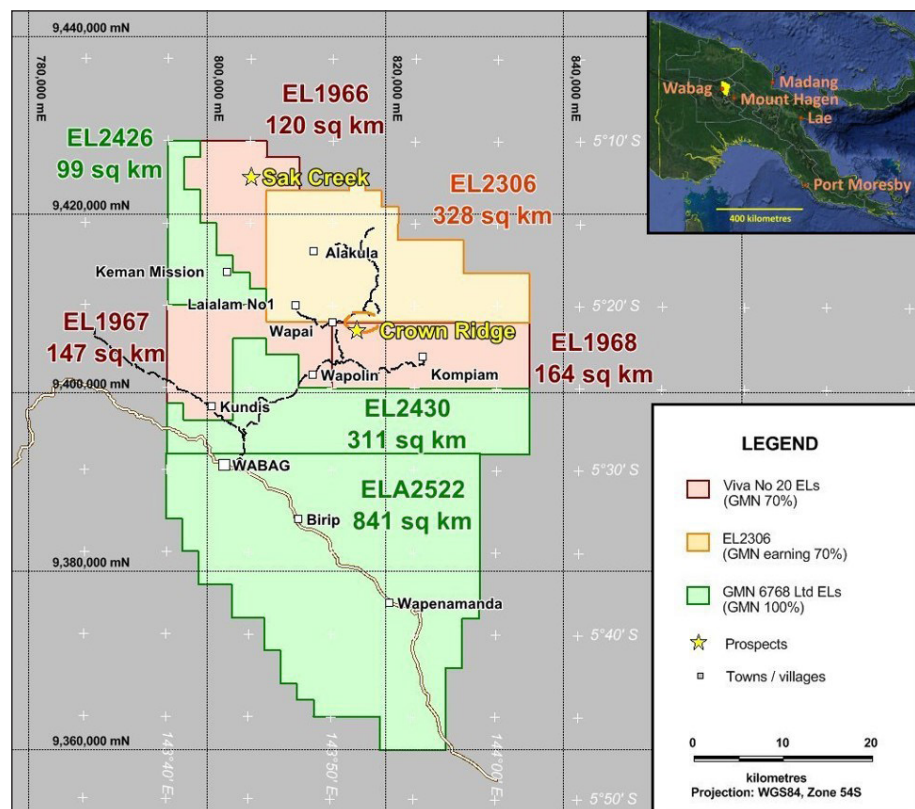 9,440,000 mN
780,000 mE
800,000 mE
820,000 mE
840,000 mE
EL1966
120 sq km
EL2426
99 sq km
Sak Creek
EL2306
328 sq km
9,420,000 mN
Alakula
Keman Mission
Laialam No1
EL1967
147 sq km
Wapai
Crown Ridge
EL1968
164 sq km
Wapolin
Kompiam
9,400,000 mN
Kundis
EL2430
311 sq km
WABAG
ELA2522
841 sq km
Birip
9,380,000 mN
Wapenamanda
9,360,000 mN
5°10' S
5°20' S
5°30' S
5°40' S
5°50' S
143°40' E
143°50' E
144°00' E
Wabag
Madang
Mount Hagen
Lae
Port Moresby
400 kilometres
LEGEND
Viva No 20 ELs
(GMN 70%)
EL2306
(GMN earning 70%)
GMN 6768 Ltd ELs
(GMN 100%)
Prospects
Towns / villages
0 10 20
kilometres
Projection: WGS84, Zone 54S